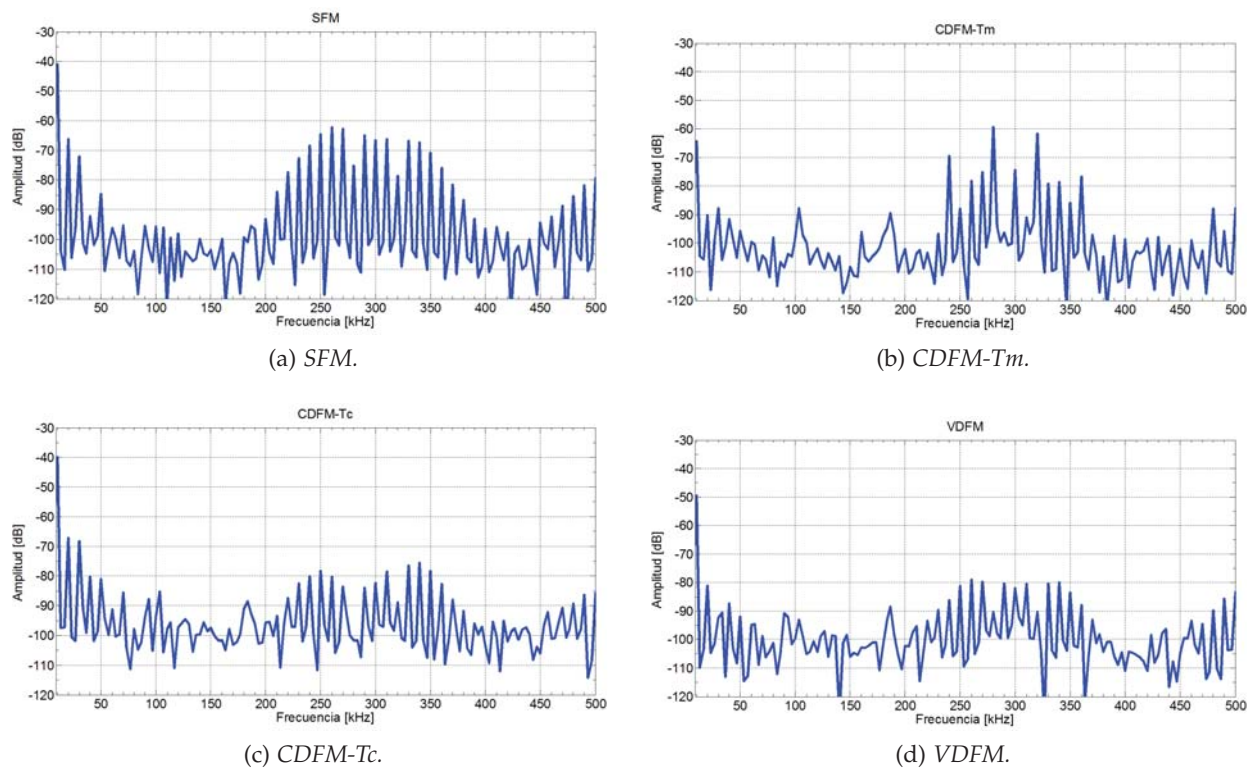 SFM
-30
-40
-50
-60
-70
-80
-90
-100
-110
-120
Amplitud [dB]
50 100 150 200 250 300 350 400 450 500
Frecuencia [kHz]
(a) SFM.
CDFM-Tm
-30
-40
-50
-60
-70
-80
-90
-100
-110
-120
Amplitud [dB]
50 100 150 200 250 300 350 400 450 500
Frecuencia [kHz]
(b) CDFM-Tm.
CDFM-Tc
-30
-40
-50
-60
-70
-80
-90
-100
-110
-120
Amplitud [dB]
50 100 150 200 250 300 350 400 450 500
Frecuencia [kHz]
(c) CDFM-Tc.
VDFM
-30
-40
-50
-60
-70
-80
-90
-100
-110
-120
Amplitud [dB]
50 100 150 200 250 300 350 400 450 500
Frecuencia [kHz]
(d) VDFM.